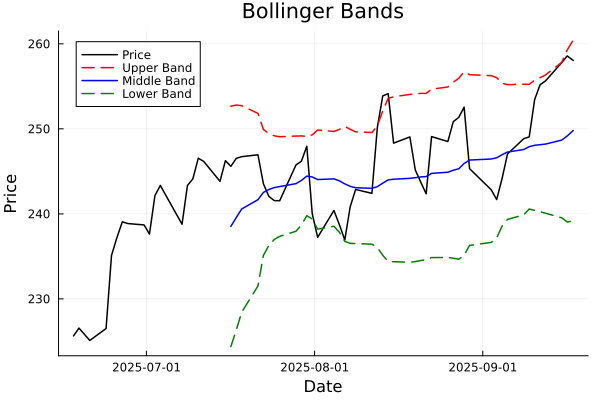 Bollinger Bands
Price
Upper Band
Middle Band
Lower Band
260
250
240
230
Price
2025-07-01
2025-08-01
2025-09-01
Date